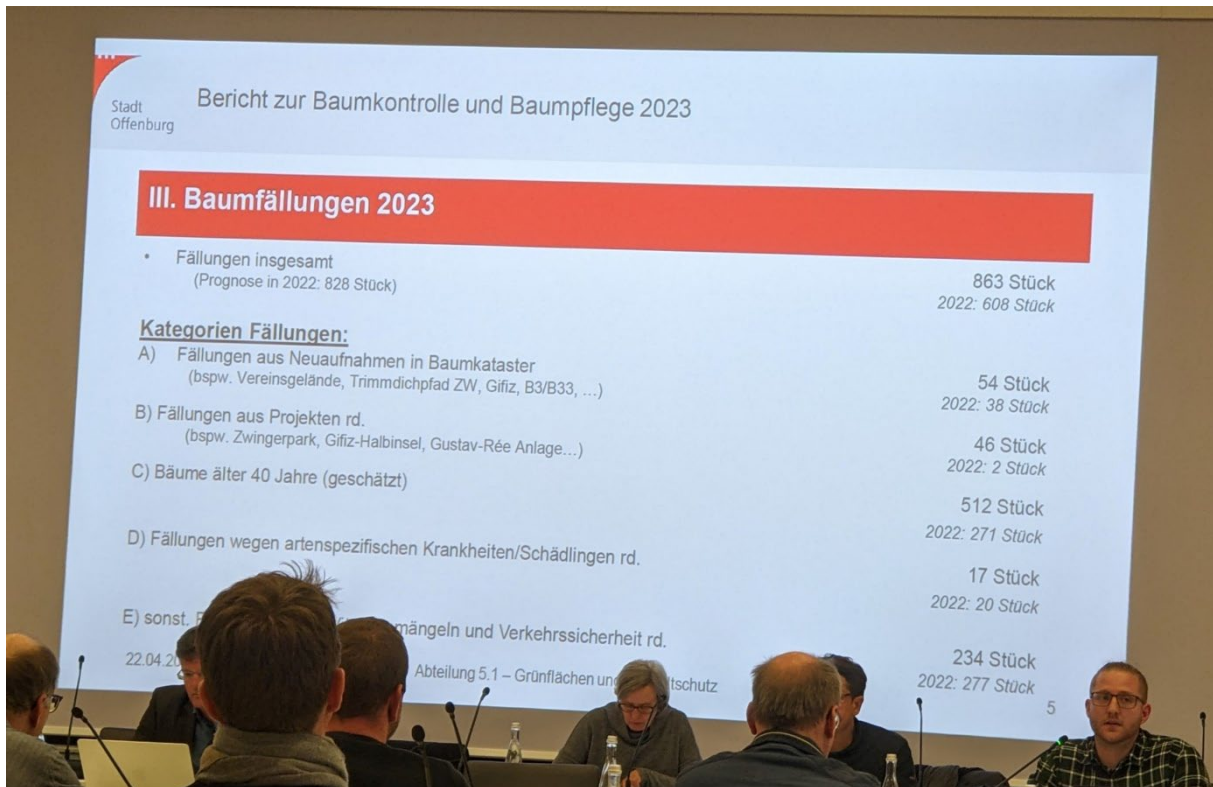 Stadt
Offenburg
Bericht zur Baumkontrolle und Baumpflege 2023
III. Baumfällungen 2023
• Fällungen insgesamt 863 Stück
(Prognose in 2022: 828 Stück) 2022: 608 Stück
Kategorien Fällungen:
A) Fällungen aus Neuaufnahmen in Baumkataster 54 Stück
(bspw. Vereinsgelände, Trimmdichpfad ZW, Gifiz, B3/B33, …) 2022: 38 Stück
B) Fällungen aus Projekten rd. 46 Stück
(bspw. Zwingerpark, Gifiz-Halbinsel, Gustav-Rée Anlage…) 2022: 2 Stück
C) Bäume älter 40 Jahre (geschätzt) 512 Stück
2022: 271 Stück
D) Fällungen wegen artenspezifischen Krankheiten/Schädlingen rd. 17 Stück
2022: 20 Stück
E) sonst. mängeln und Verkehrssicherheit rd. 234 Stück
2022: 277 Stück
22.04.20 Abteilung 5.1 – Grünflächen un tschutz 5